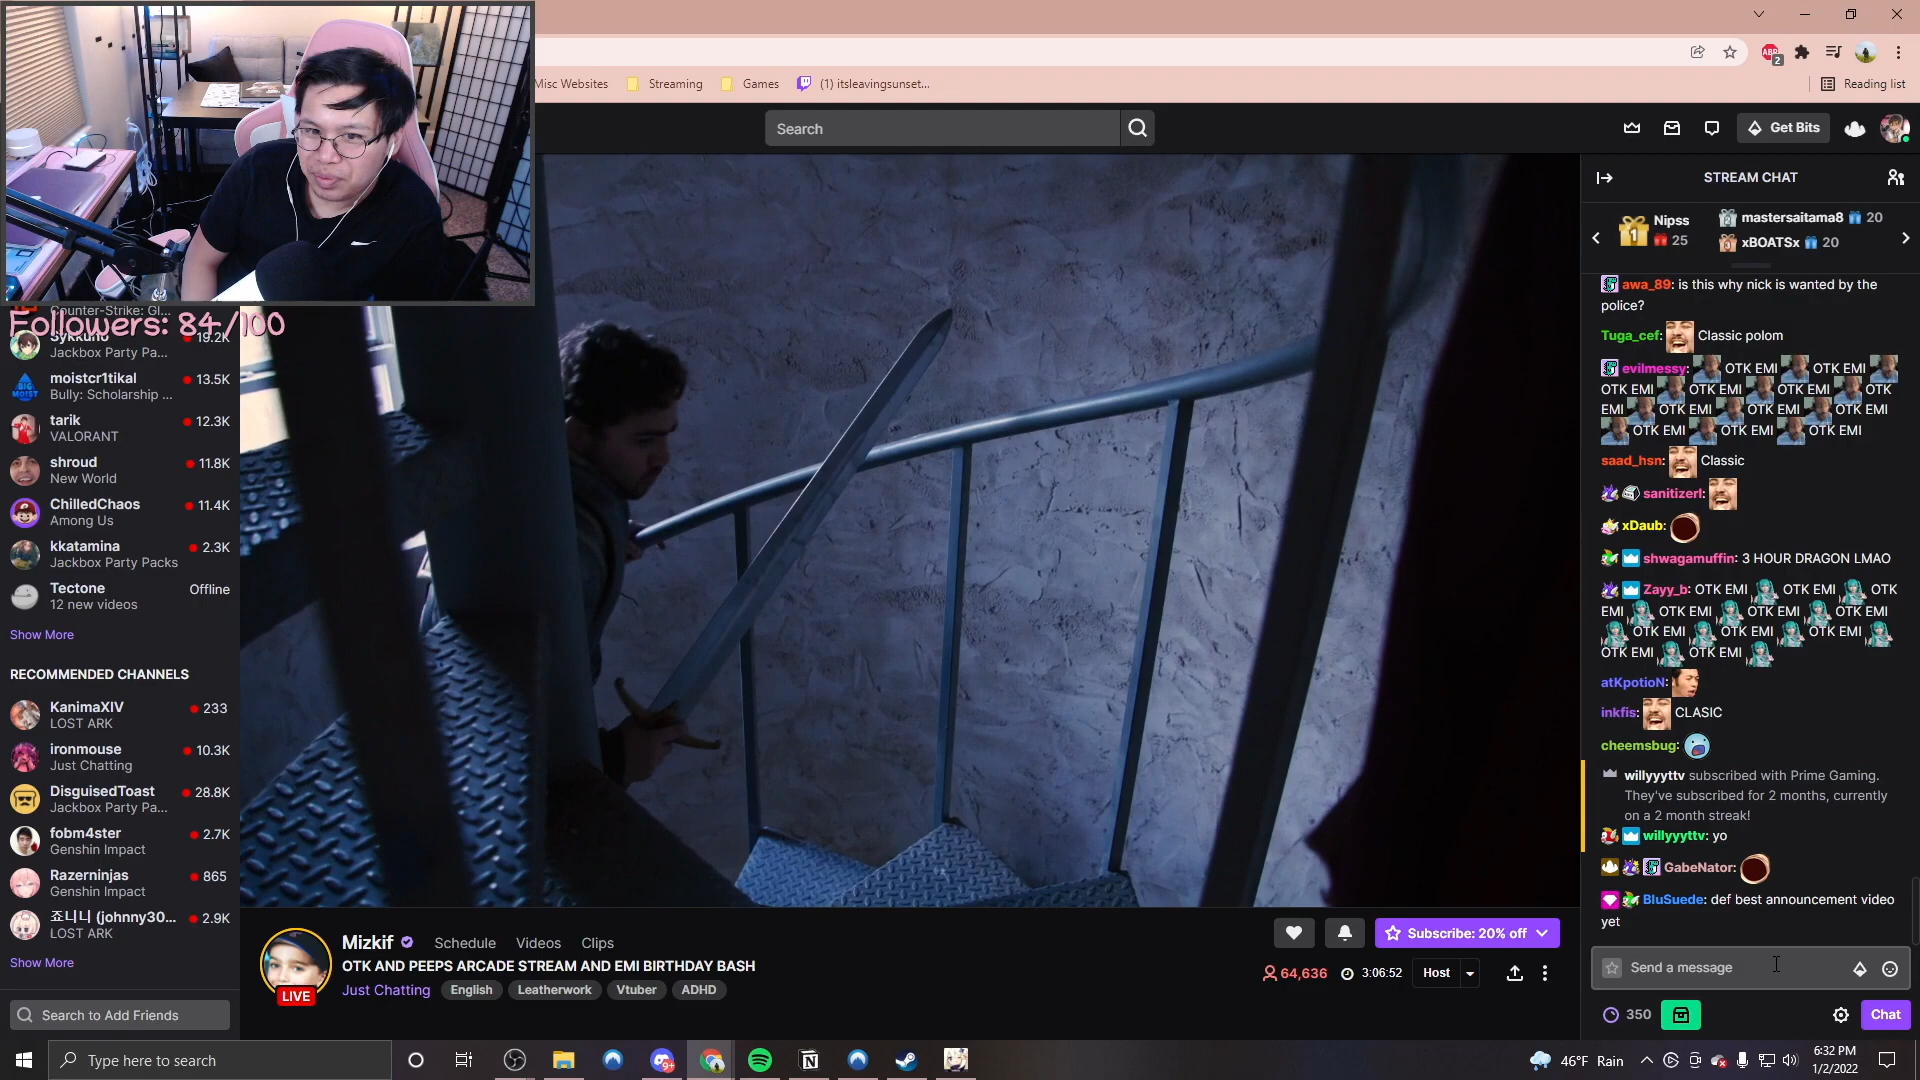 Misc Websites
Streaming
Games
(1) itsleavingsunset...
Reading list
ABP
2
Search
Get Bits
Followers: 84/100
Counter-Strike: Gl...
Sykkuno
19.2K
Jackbox Party Pa...
moistcr1tikal
13.5K
Bully: Scholarship ...
tarik
12.3K
VALORANT
shroud
11.8K
New World
ChilledChaos
11.4K
Among Us
kkatamina
2.3K
Jackbox Party Packs
Tectone
Offline
12 new videos
Show More
RECOMMENDED CHANNELS
KanimaXIV
233
LOST ARK
ironmouse
10.3K
Just Chatting
DisguisedToast
28.8K
Jackbox Party Pa...
fobm4ster
2.7K
Genshin Impact
Razerninjas
865
Genshin Impact
죠니니 (johnny30...
2.9K
LOST ARK
Show More
Search to Add Friends
LIVE
Mizkif
Schedule
Videos
Clips
OTK AND PEEPS ARCADE STREAM AND EMI BIRTHDAY BASH
Just Chatting
English
Leatherwork
Vtuber
ADHD
Subscribe: 20% off
64,636
3:06:52
Host
STREAM CHAT
1
Nipss
25
2
mastersaitama8
20
3
xBOATSx
20
awa_89: is this why nick is wanted by the
police?
Tuga_cef: Classic polom
evilmessy: OTK EMI OTK EMI
OTK EMI OTK EMI OTK EMI OTK
EMI OTK EMI OTK EMI OTK EMI
OTK EMI OTK EMI OTK EMI
saad_hsn: Classic
sanitizerl:
xDaub:
shwagamuffin: 3 HOUR DRAGON LMAO
Zayy_b: OTK EMI OTK EMI OTK
EMI OTK EMI OTK EMI OTK EMI
OTK EMI OTK EMI OTK EMI
OTK EMI OTK EMI
atKpotioN:
inkfis: CLASIC
cheemsbug:
willyyyttv subscribed with Prime Gaming.
They've subscribed for 2 months, currently
on a 2 month streak!
willyyyttv: yo
GabeNator:
BluSuede: def best announcement video
yet
Send a message
350
Chat
Type here to search
9+
46°F Rain
6:32 PM
1/2/2022